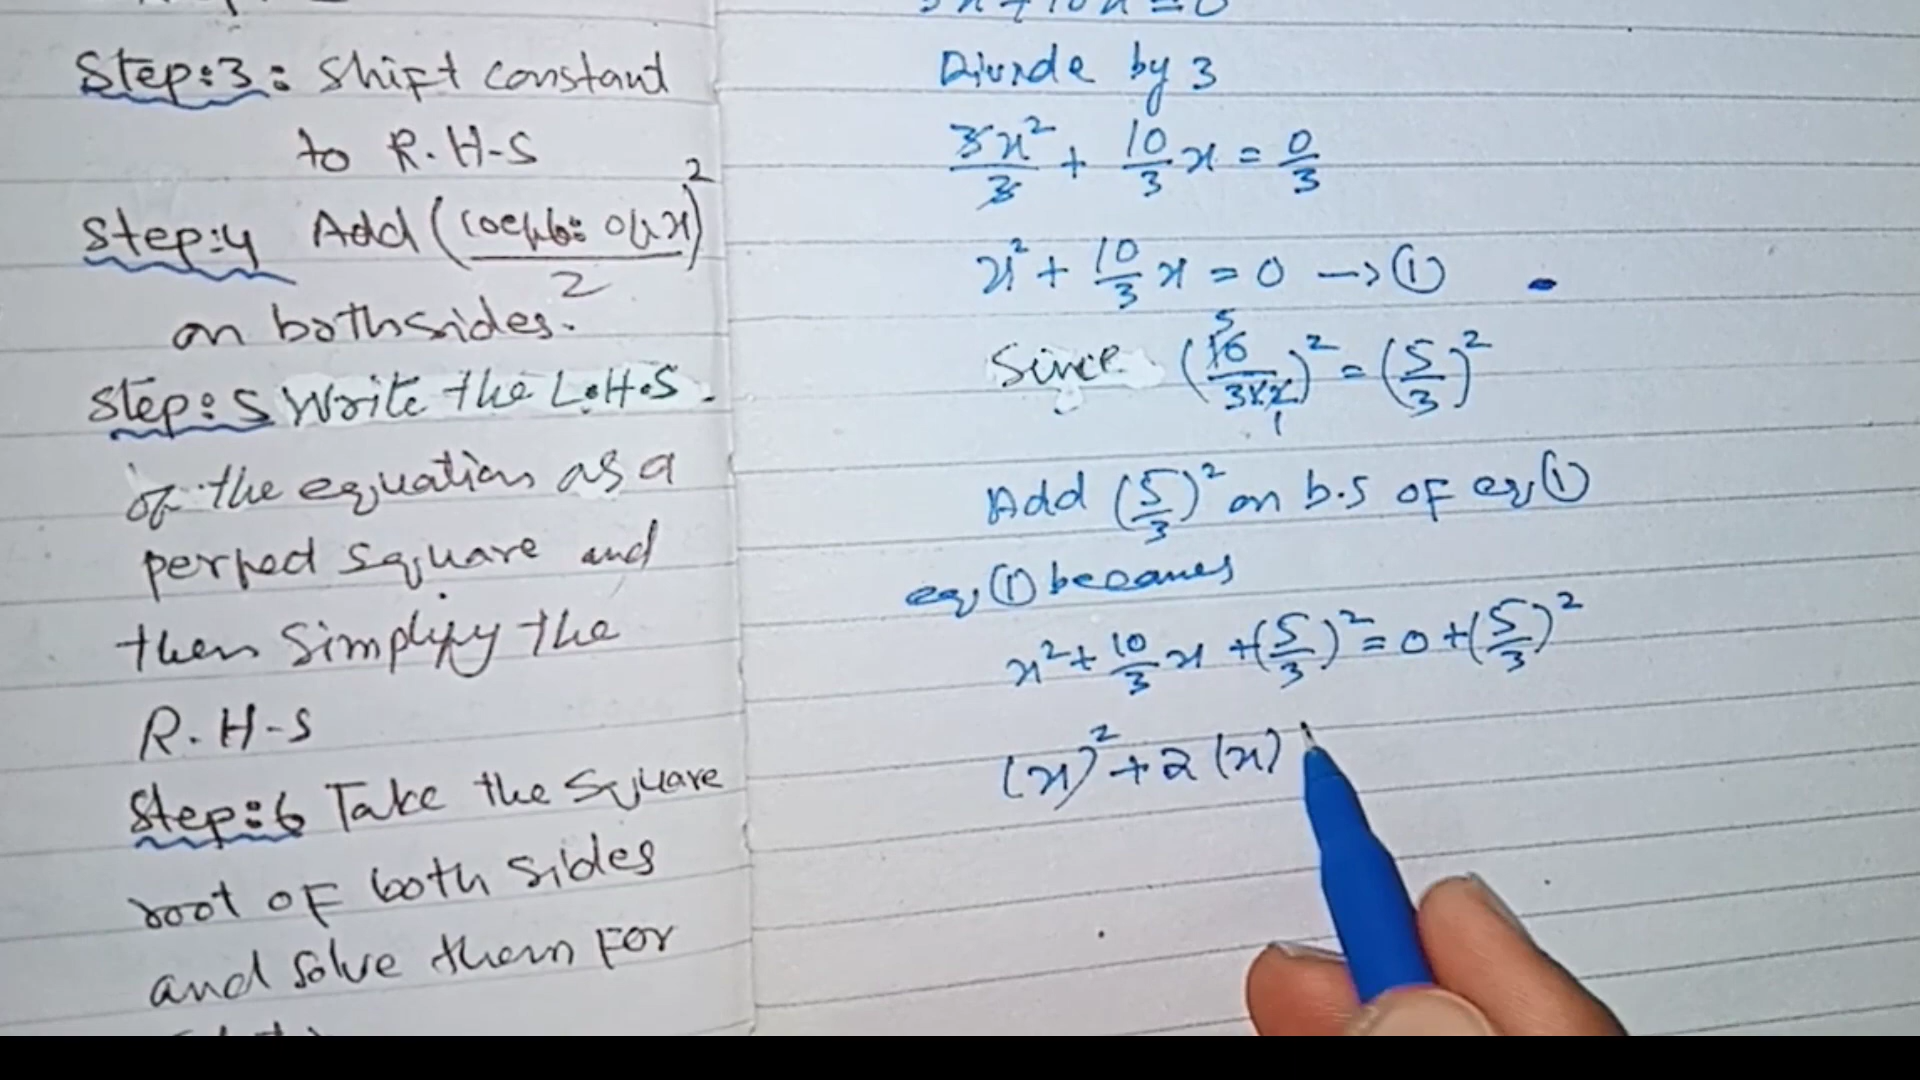 Step:3: Shift constant
to R.H-S
Step:4 Add (coeff: of x / 2)²
on both sides.
Step:5 Write the L.H.S.
of the equation as a
perfect square and
then simplify the
R.H-S
Step:6 Take the square
root of both sides
and solve them For
Divide by 3
3x²/3 + 10/3 x = 0/3
x² + 10/3 x = 0 → ①
Since (10/3×2)² = (5/3)²
5
1
Add (5/3)² on b.s of eq ①
eq ① becomes
x² + 10/3 x + (5/3)² = 0 + (5/3)²
(x)² + 2 (x)